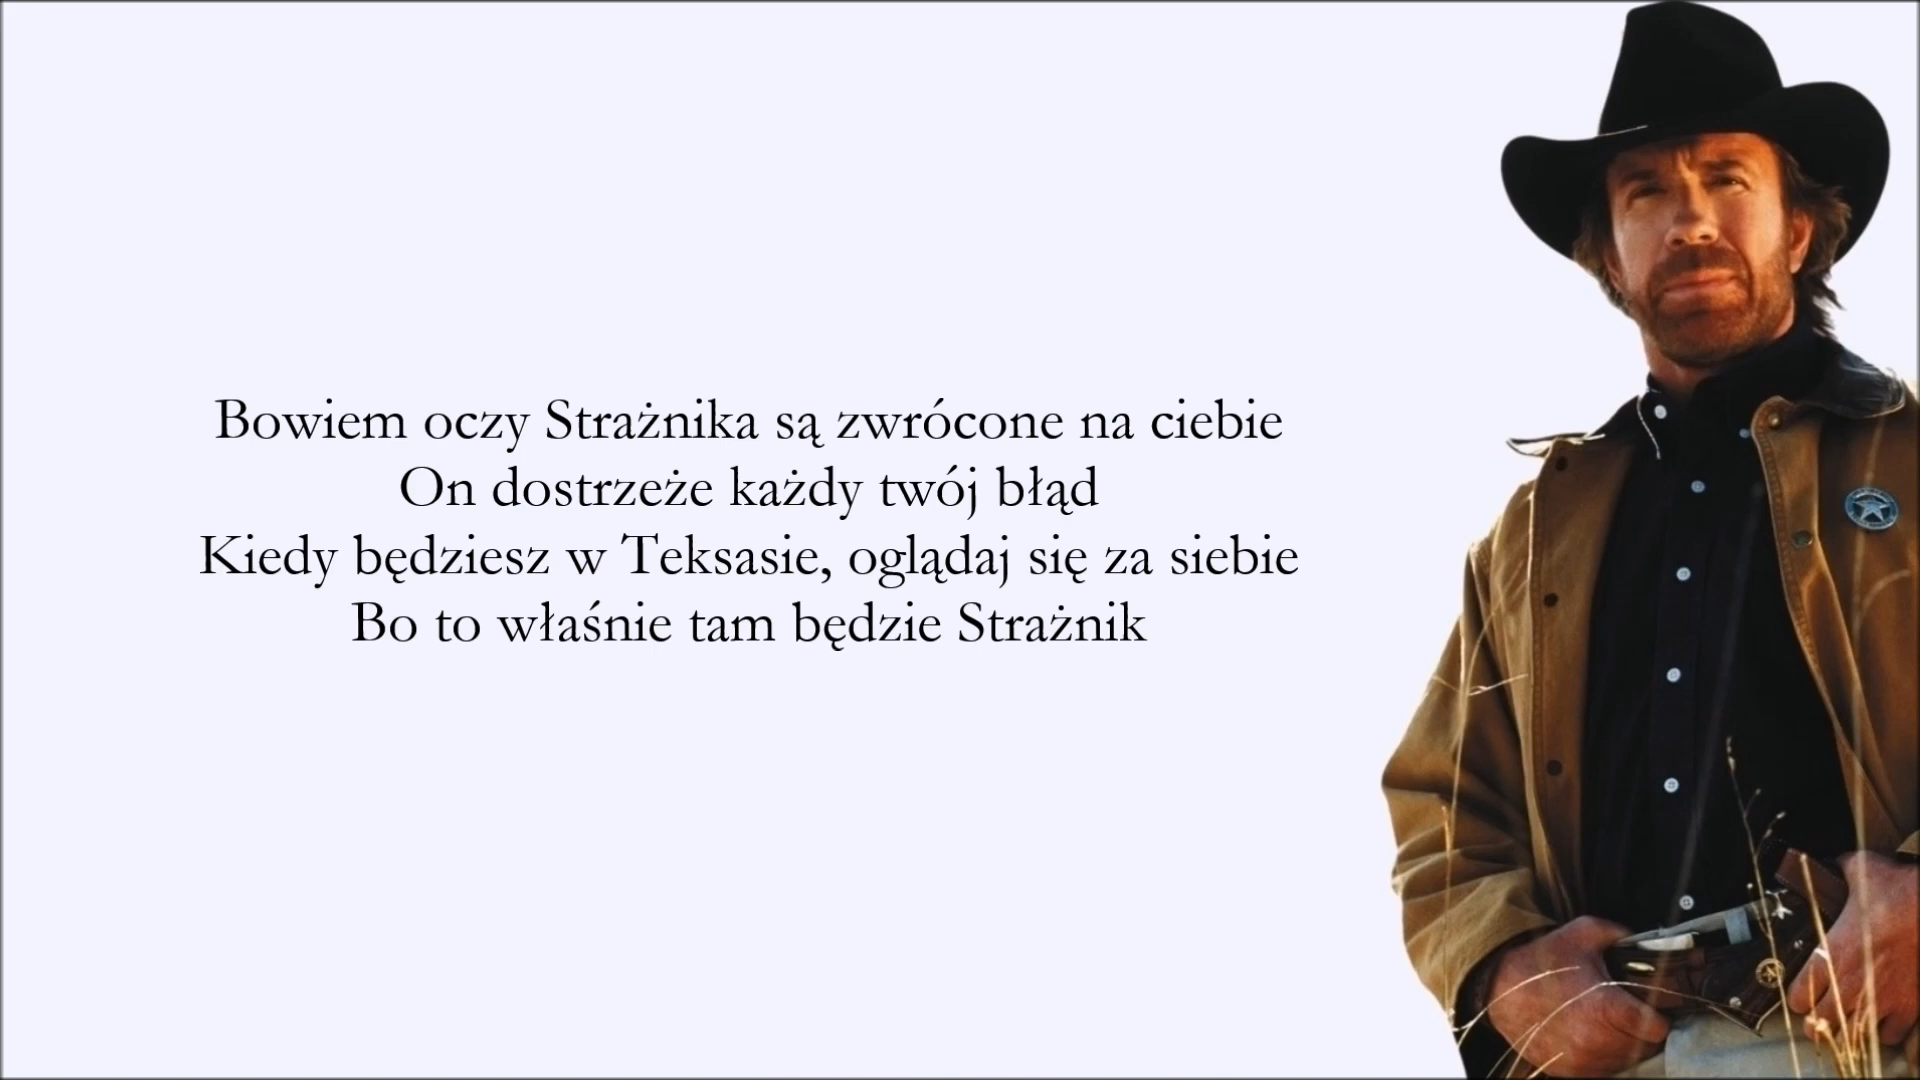 Bowiem oczy Strażnika są zwrócone na ciebie
On dostrzeże każdy twój błąd
Kiedy będziesz w Teksasie, oglądaj się za siebie
Bo to właśnie tam będzie Strażnik